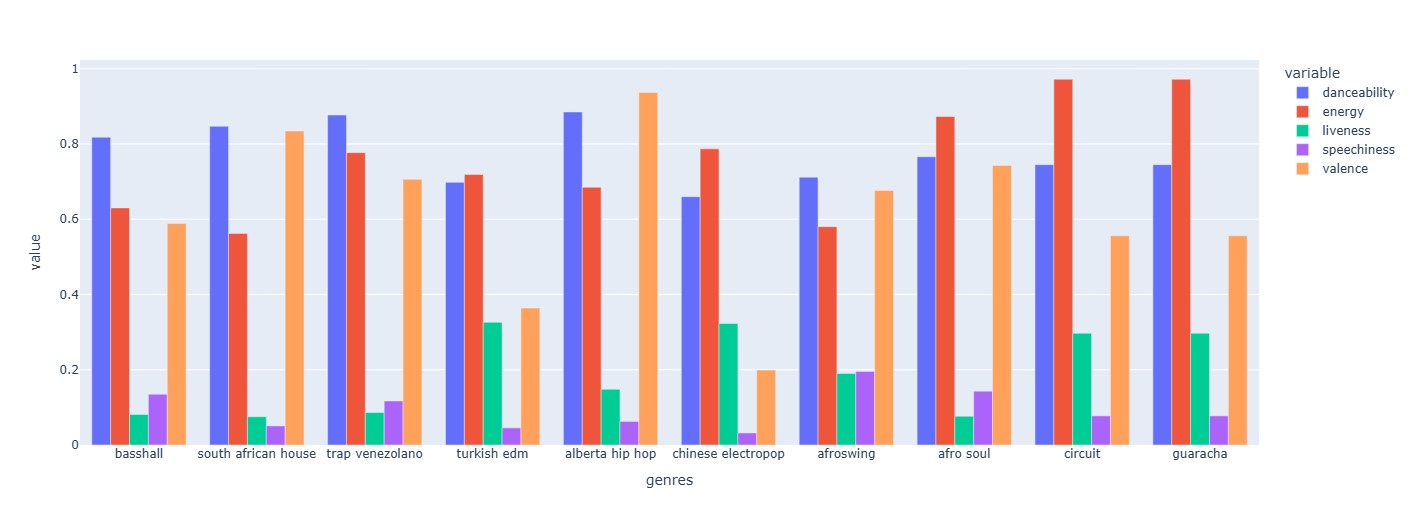 1
0.8
0.6
0.4
0.2
0
value
basshall
south african house
trap venezolano
turkish edm
alberta hip hop
chinese electropop
afroswing
afro soul
circuit
guaracha
genres
variable
danceability
energy
liveness
speechiness
valence